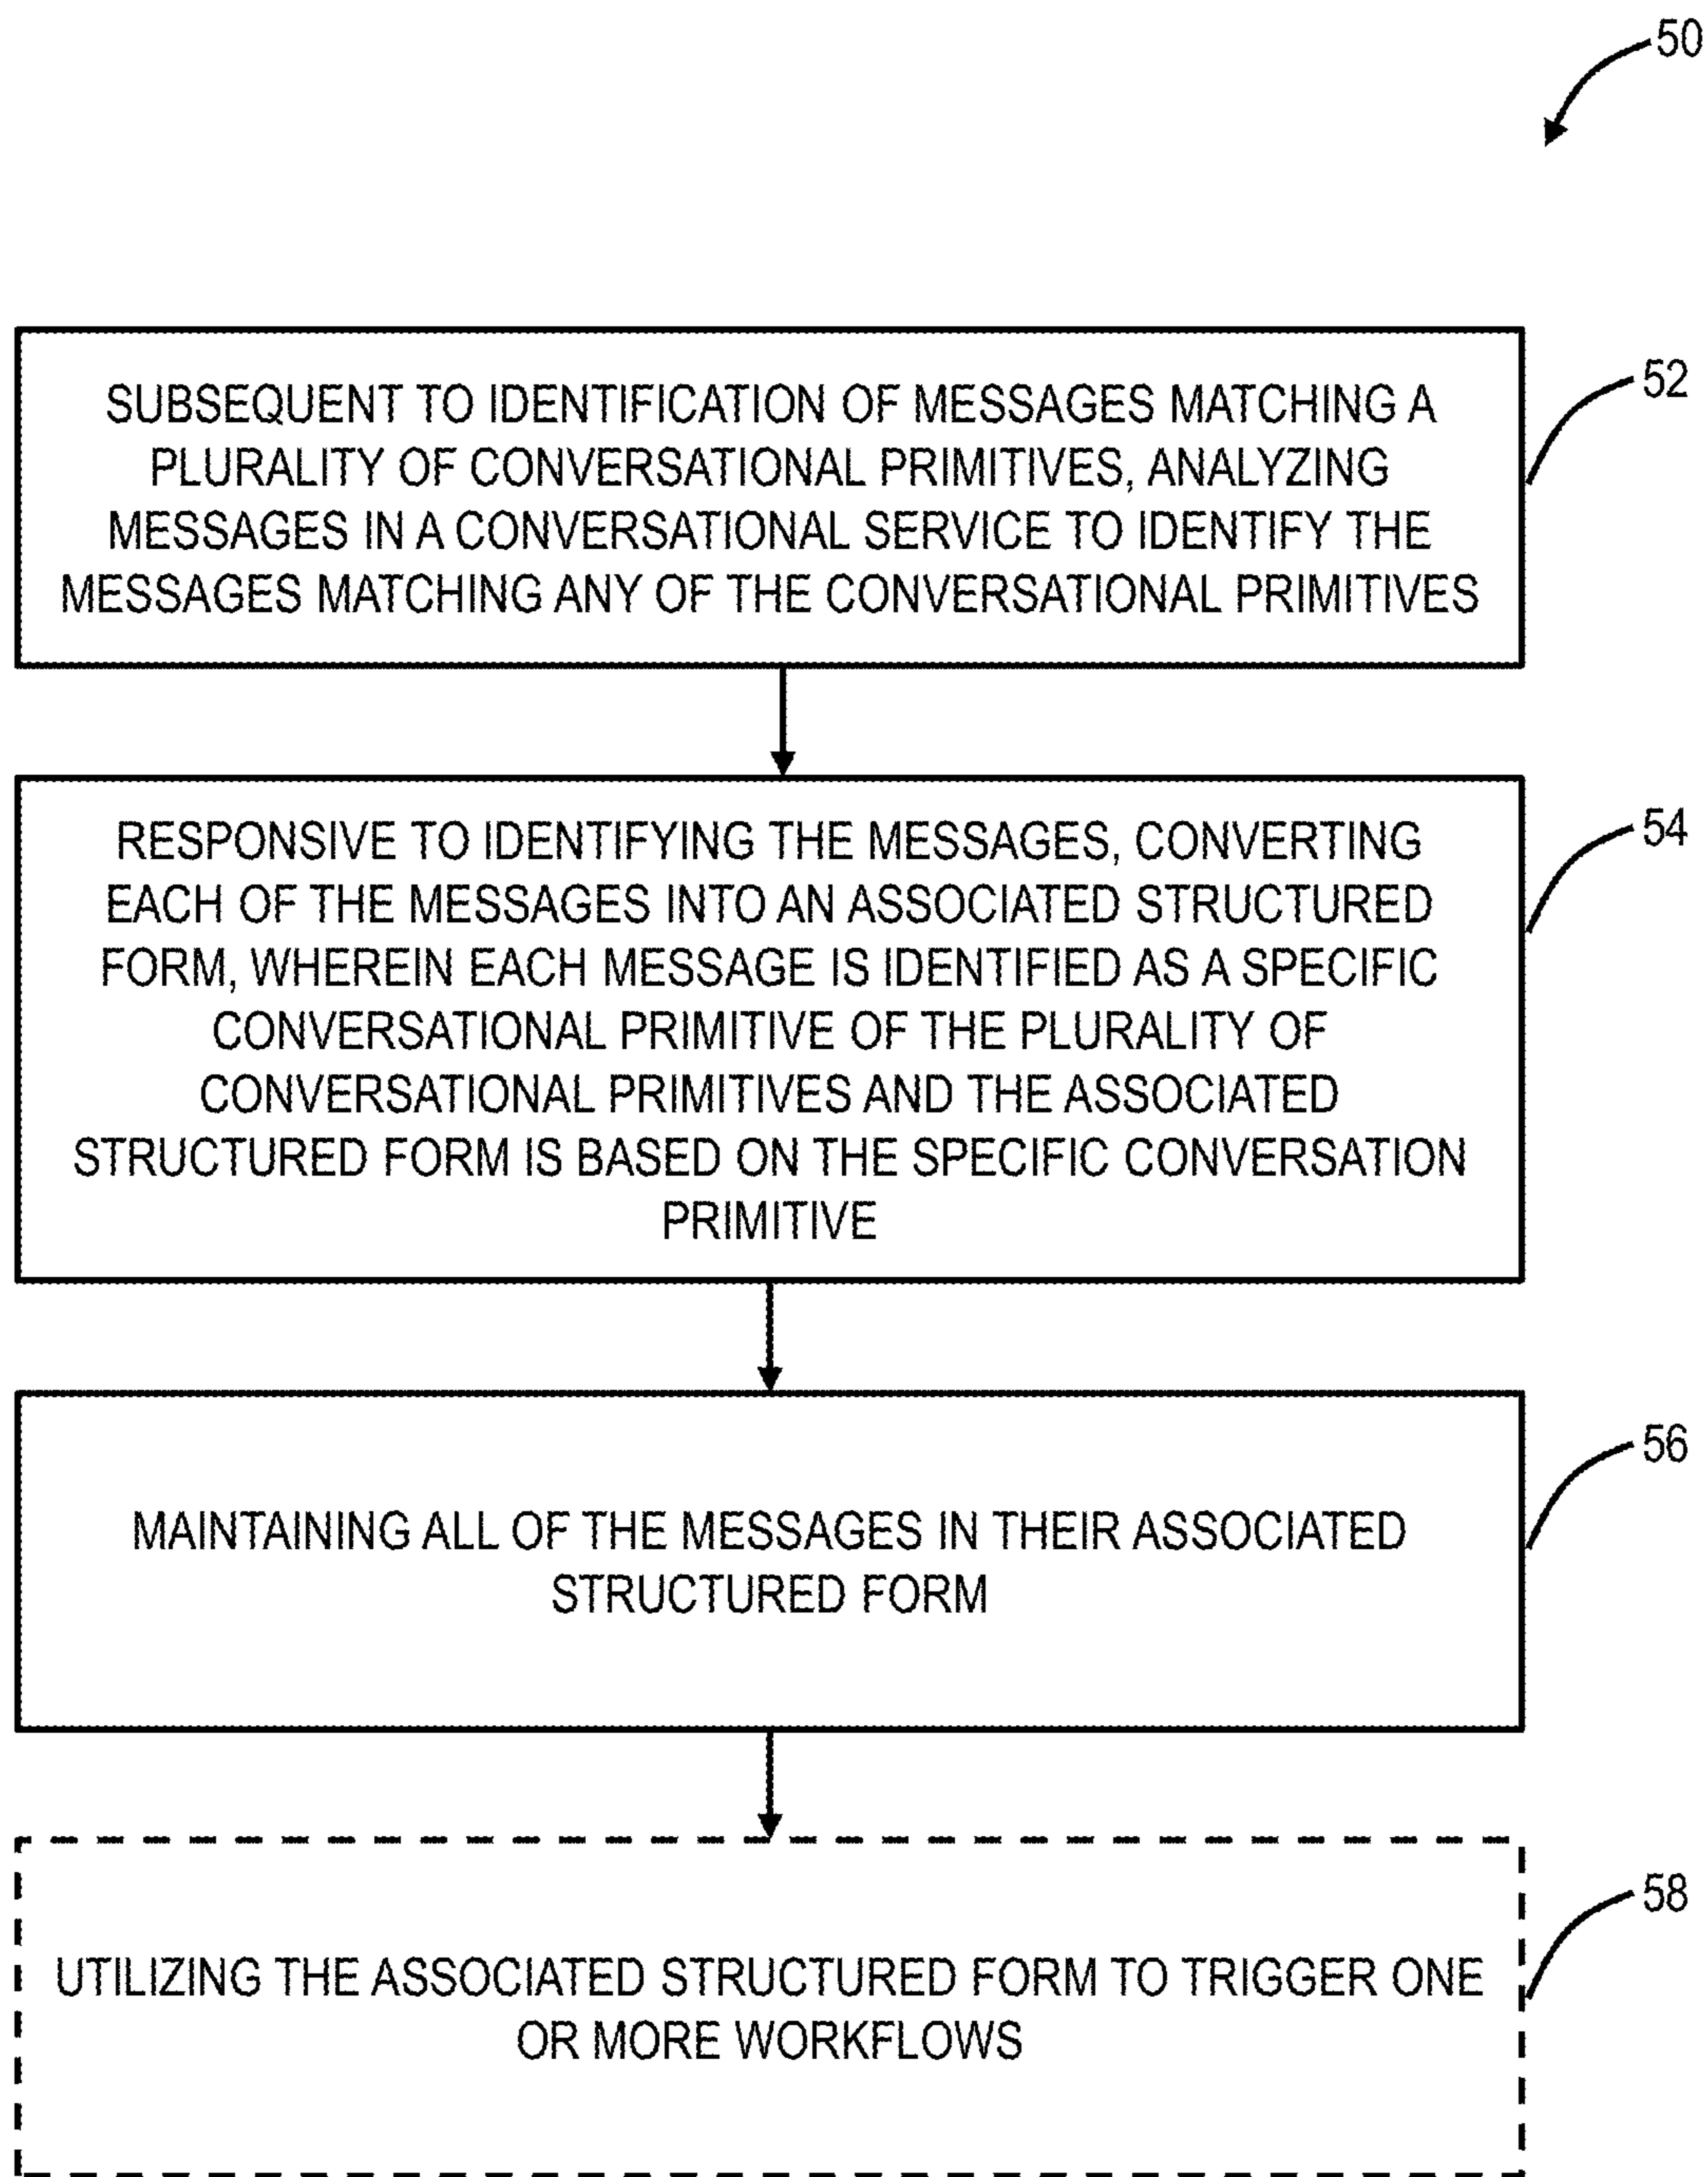 50
SUBSEQUENT TO IDENTIFICATION OF MESSAGES MATCHING A
PLURALITY OF CONVERSATIONAL PRIMITIVES, ANALYZING
MESSAGES IN A CONVERSATIONAL SERVICE TO IDENTIFY THE
MESSAGES MATCHING ANY OF THE CONVERSATIONAL PRIMITIVES
52
RESPONSIVE TO IDENTIFYING THE MESSAGES, CONVERTING
EACH OF THE MESSAGES INTO AN ASSOCIATED STRUCTURED
FORM, WHEREIN EACH MESSAGE IS IDENTIFIED AS A SPECIFIC
CONVERSATIONAL PRIMITIVE OF THE PLURALITY OF
CONVERSATIONAL PRIMITIVES AND THE ASSOCIATED
STRUCTURED FORM IS BASED ON THE SPECIFIC CONVERSATION
PRIMITIVE
54
MAINTAINING ALL OF THE MESSAGES IN THEIR ASSOCIATED
STRUCTURED FORM
56
UTILIZING THE ASSOCIATED STRUCTURED FORM TO TRIGGER ONE
OR MORE WORKFLOWS
58